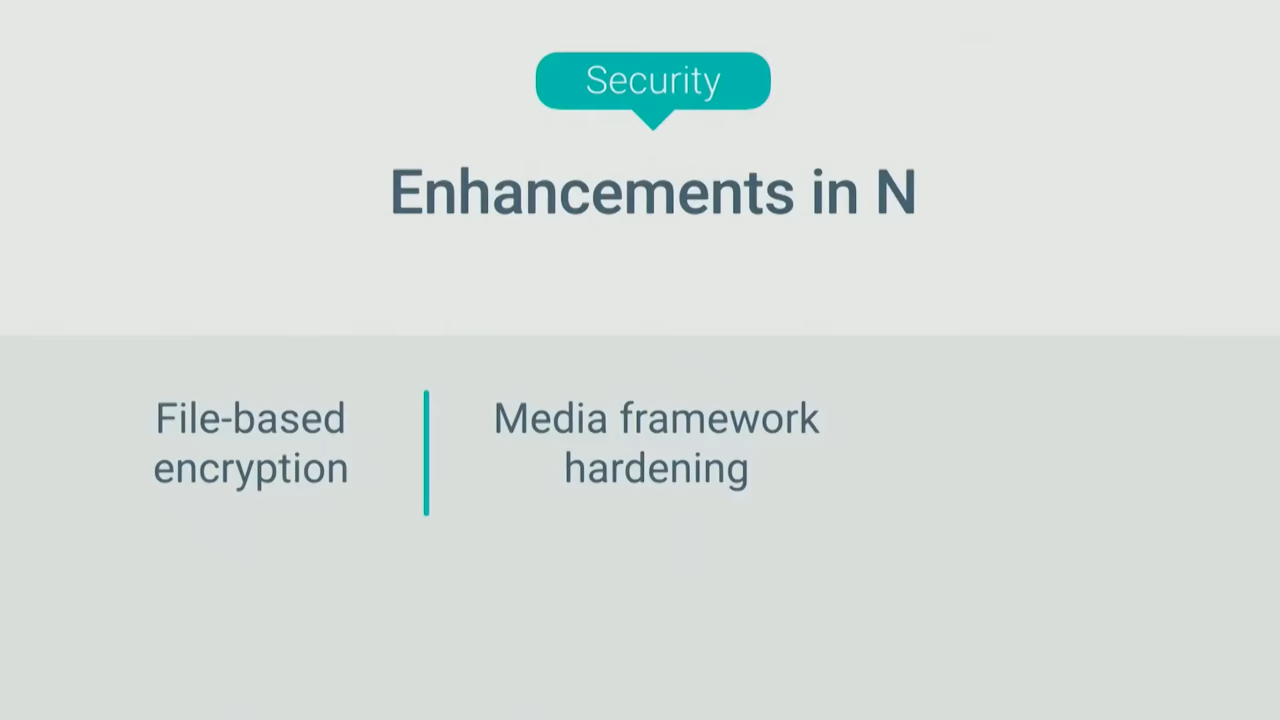 Security
Enhancements in N
File-based
encryption
Media framework
hardening